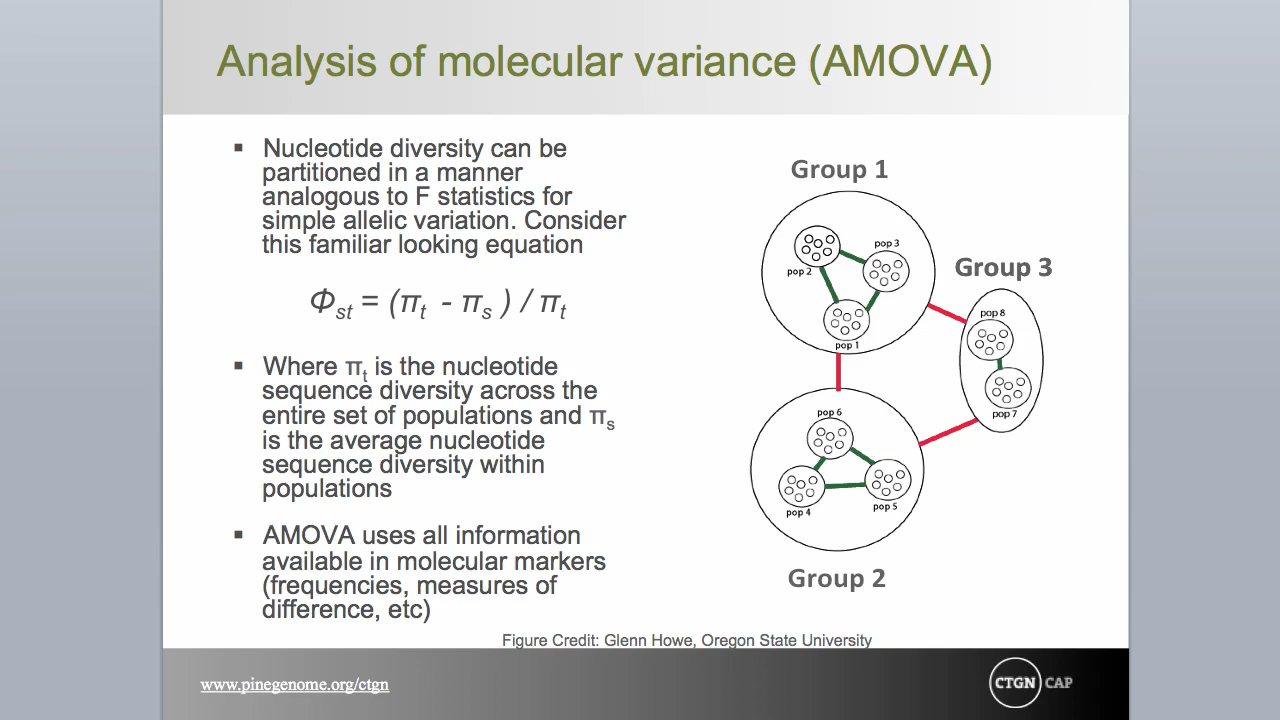 Analysis of molecular variance (AMOVA)
▪ Nucleotide diversity can be
partitioned in a manner
analogous to F statistics for
simple allelic variation. Consider
this familiar looking equation
Φst = (πt - πs ) / πt
▪ Where πt is the nucleotide
sequence diversity across the
entire set of populations and πs
is the average nucleotide
sequence diversity within
populations
▪ AMOVA uses all information
available in molecular markers
(frequencies, measures of
difference, etc)
Group 1
pop 3
pop 2
pop 1
Group 3
pop 8
pop 7
pop 6
pop 4
pop 5
Group 2
Figure Credit: Glenn Howe, Oregon State University
www.pinegenome.org/ctgn
CTGN CAP